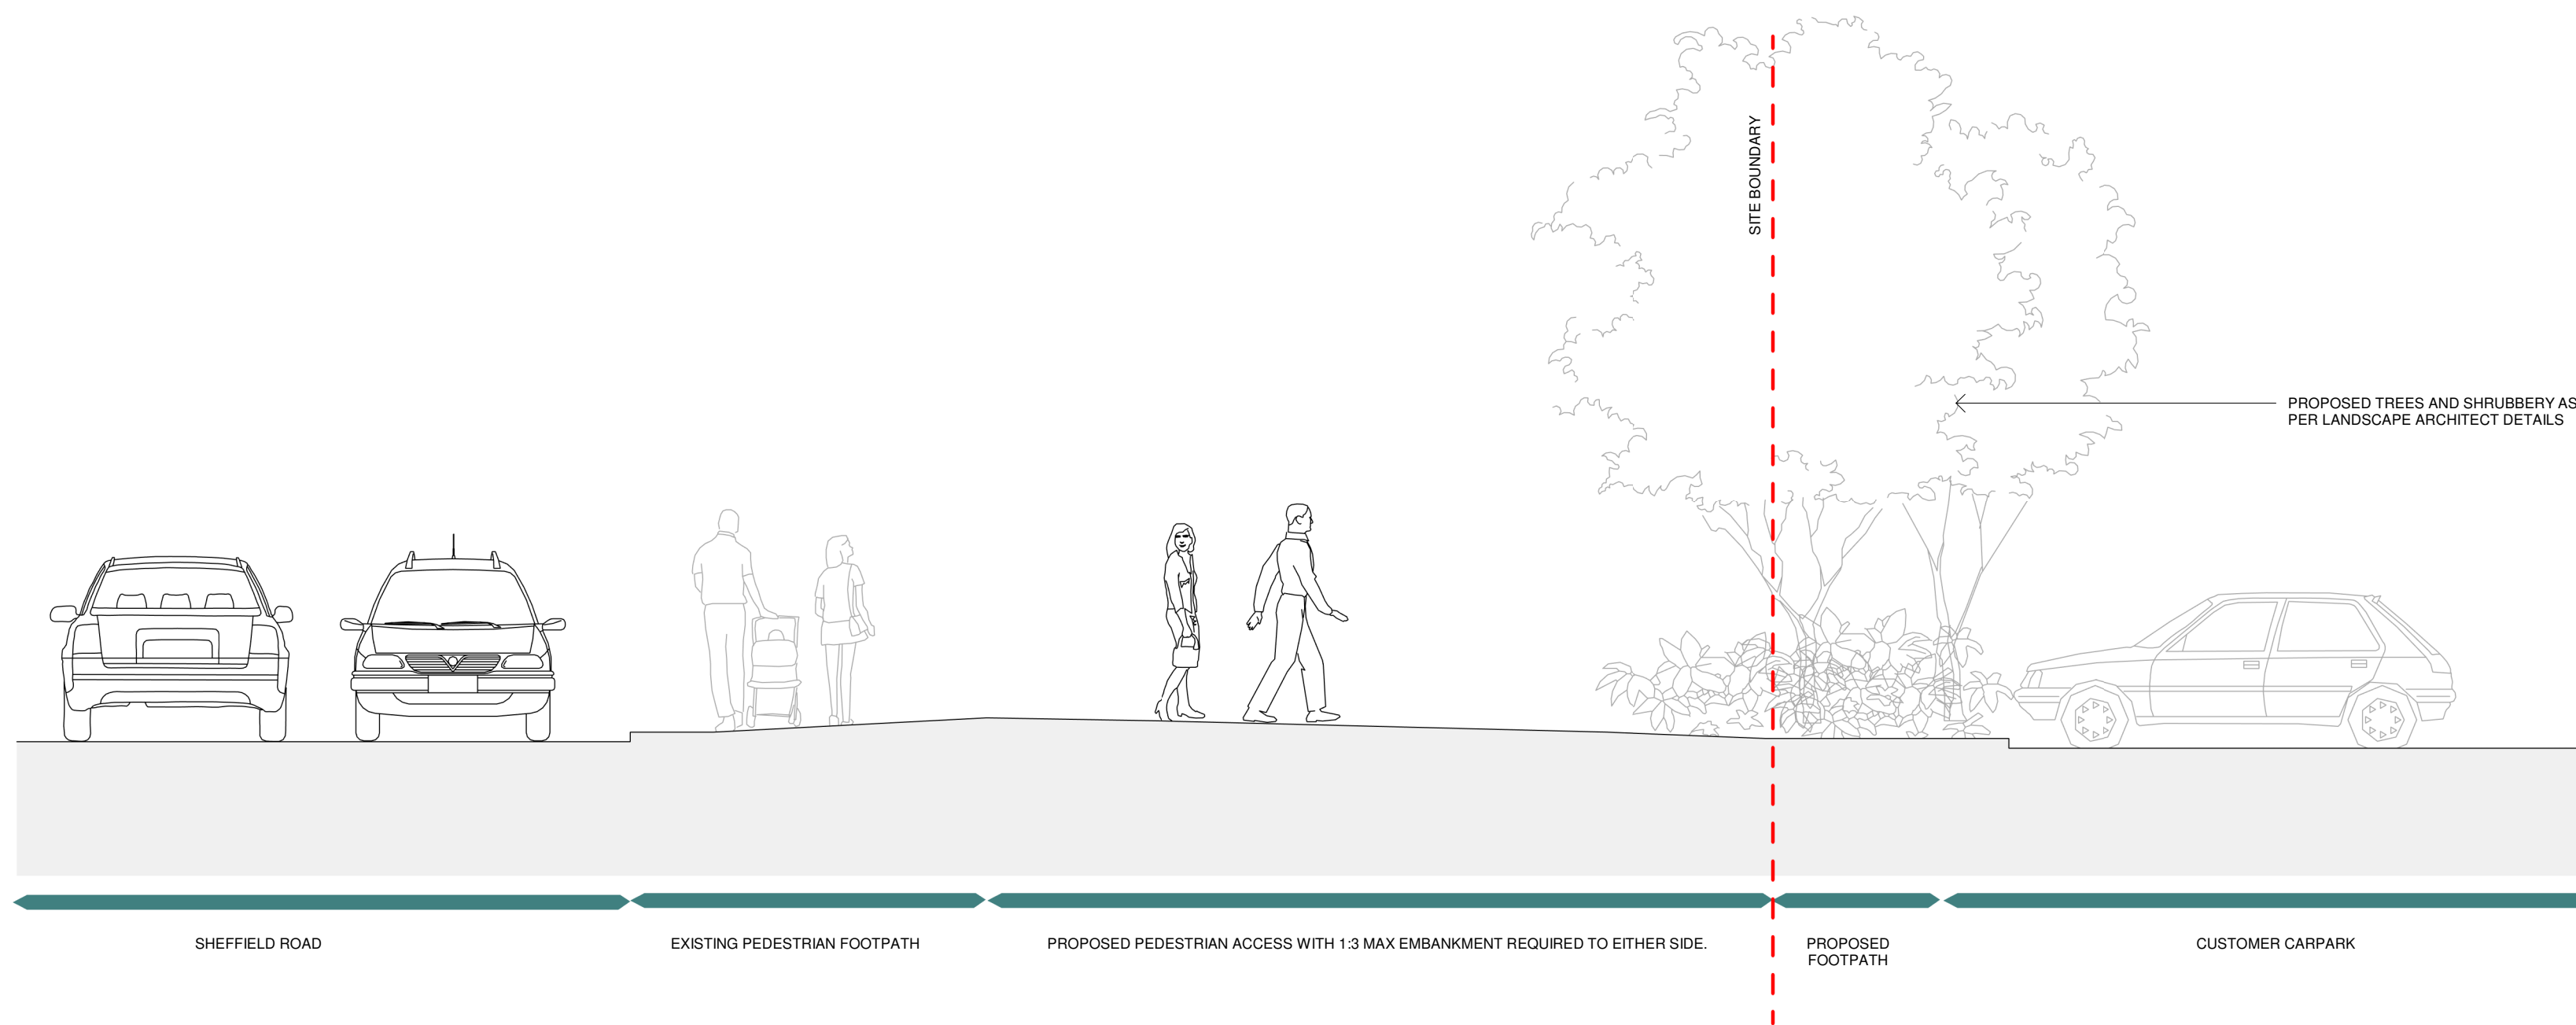 SITE BOUNDARY
PROPOSED TREES AND SHRUBBERY AS
PER LANDSCAPE ARCHITECT DETAILS
SHEFFIELD ROAD
EXISTING PEDESTRIAN FOOTPATH
PROPOSED PEDESTRIAN ACCESS WITH 1:3 MAX EMBANKMENT REQUIRED TO EITHER SIDE.
PROPOSED
FOOTPATH
CUSTOMER CARPARK